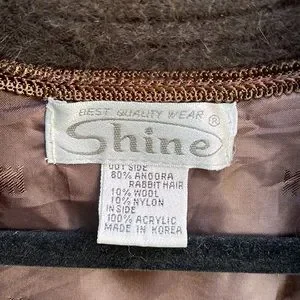 BEST QUALITY WEAR
Shine ®
OUT SIDE
80% ANGORA
RABBIT HAIR
10% WOOL
10% NYLON
IN SIDE
100% ACRYLIC
MADE IN KOREA